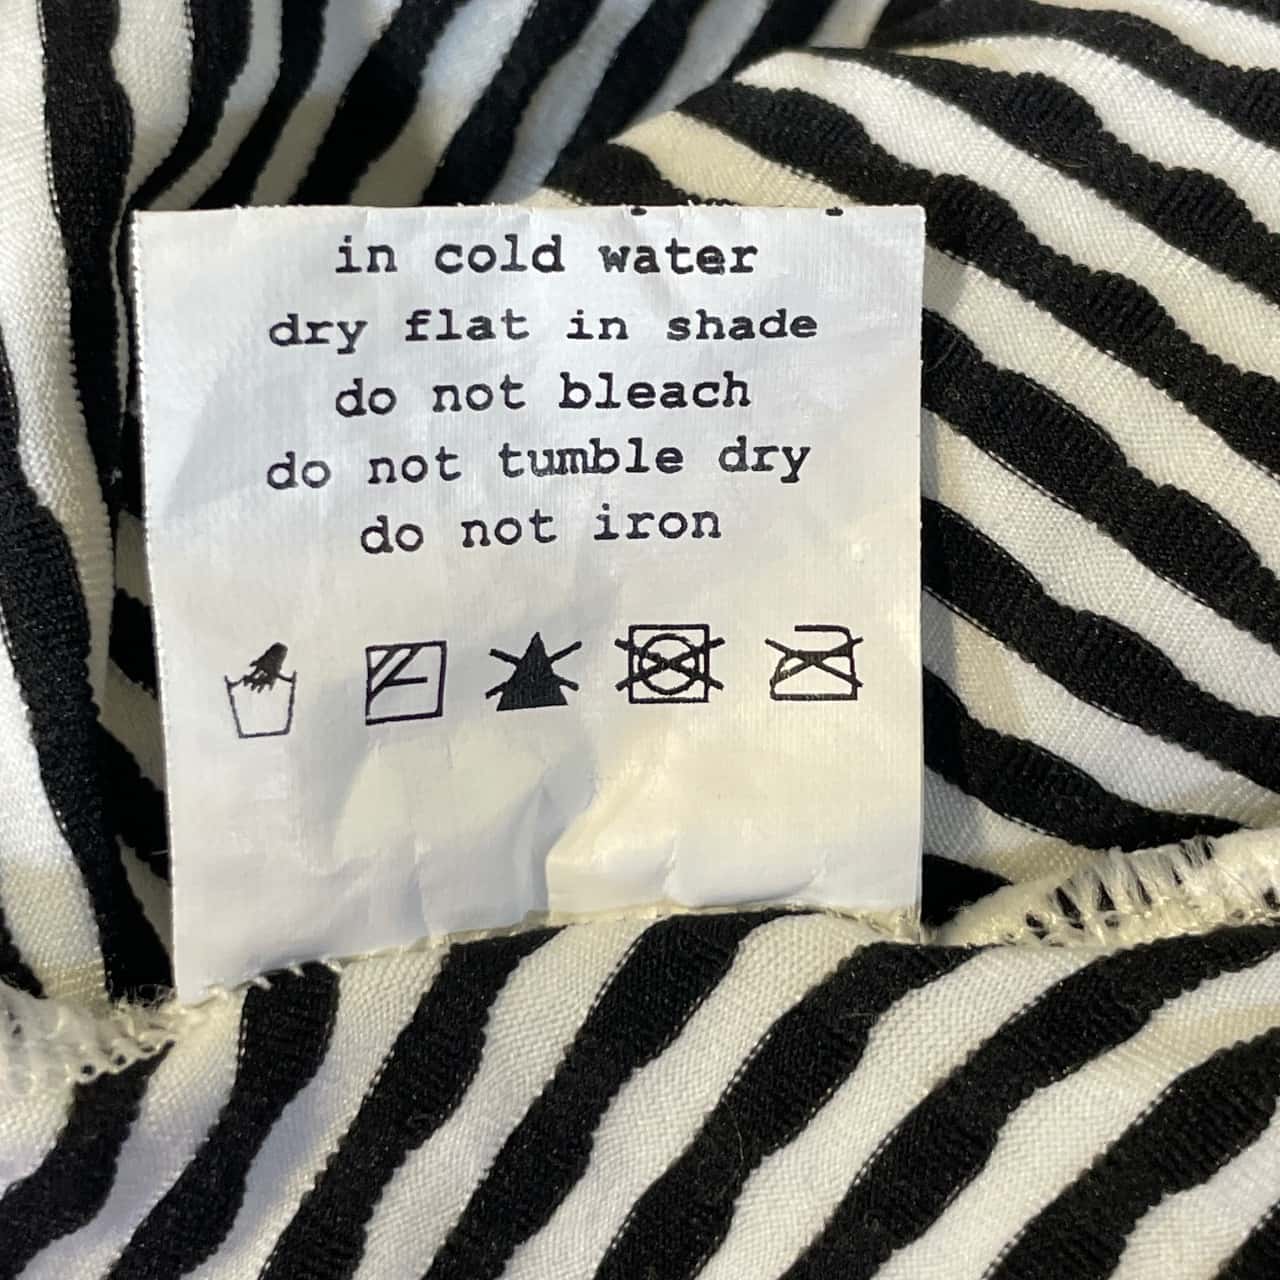 in cold water
dry flat in shade
do not bleach
do not tumble dry
do not iron